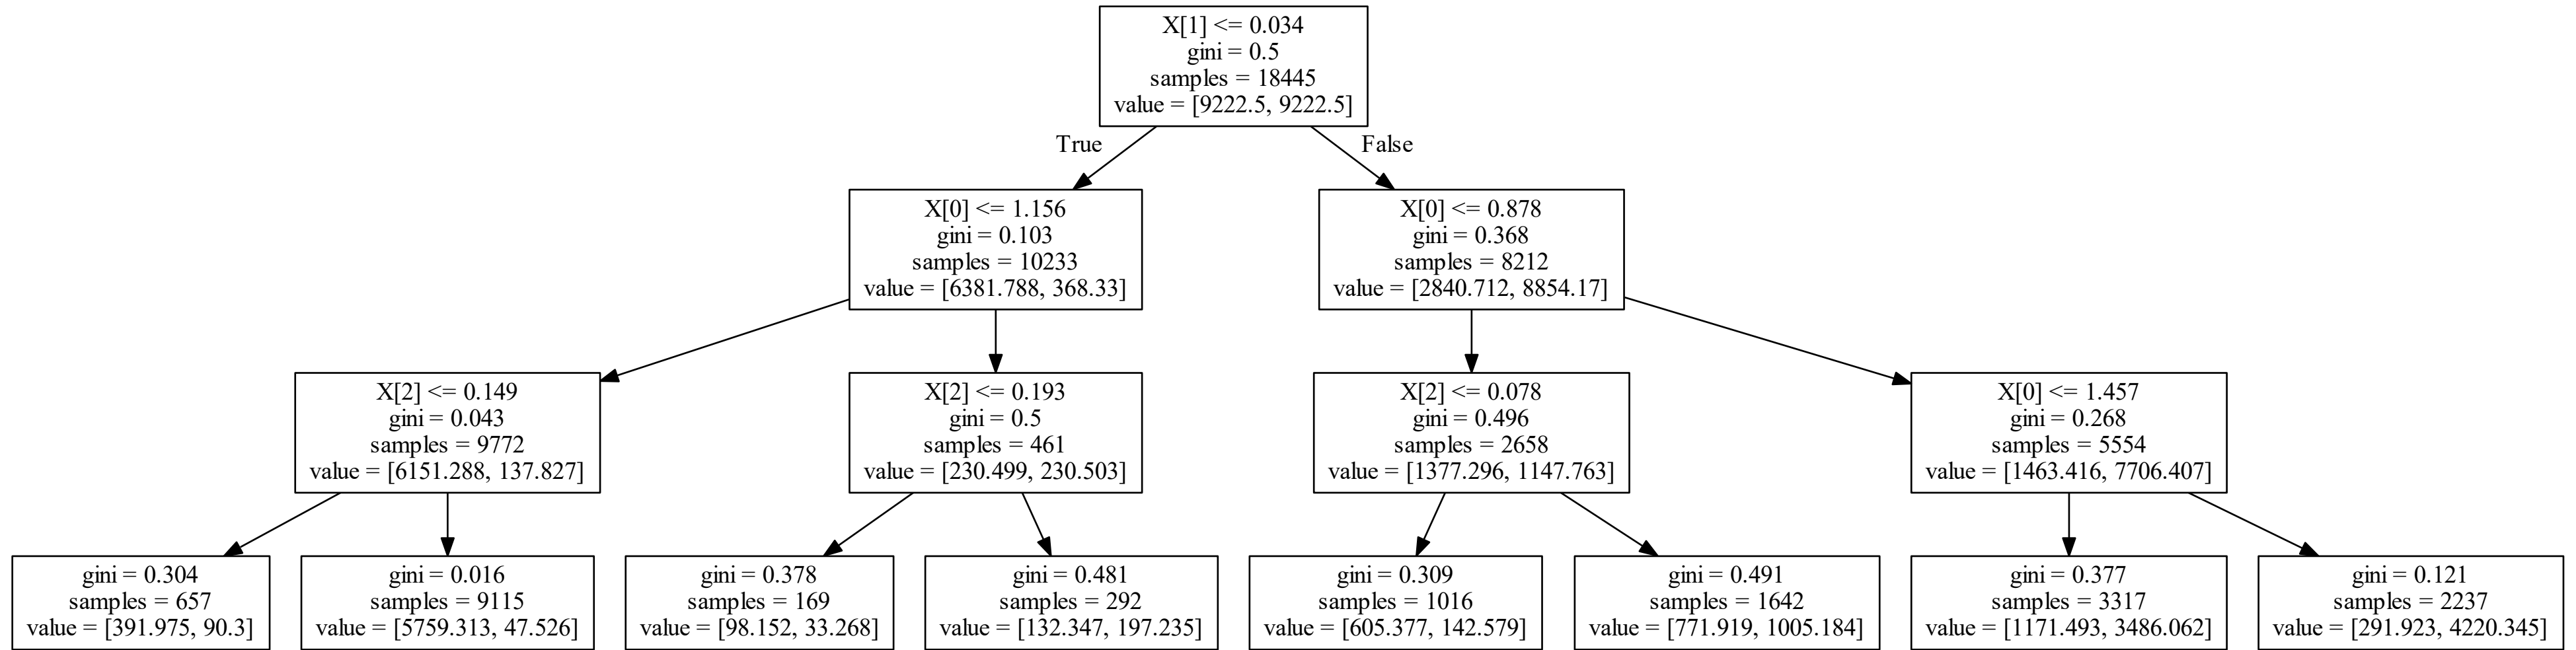 X[1] <= 0.034
gini = 0.5
samples = 18445
value = [9222.5, 9222.5]
True
False
X[0] <= 1.156
gini = 0.103
samples = 10233
value = [6381.788, 368.33]
X[0] <= 0.878
gini = 0.368
samples = 8212
value = [2840.712, 8854.17]
X[2] <= 0.149
gini = 0.043
samples = 9772
value = [6151.288, 137.827]
X[2] <= 0.193
gini = 0.5
samples = 461
value = [230.499, 230.503]
X[2] <= 0.078
gini = 0.496
samples = 2658
value = [1377.296, 1147.763]
X[0] <= 1.457
gini = 0.268
samples = 5554
value = [1463.416, 7706.407]
gini = 0.304
samples = 657
value = [391.975, 90.3]
gini = 0.016
samples = 9115
value = [5759.313, 47.526]
gini = 0.378
samples = 169
value = [98.152, 33.268]
gini = 0.481
samples = 292
value = [132.347, 197.235]
gini = 0.309
samples = 1016
value = [605.377, 142.579]
gini = 0.491
samples = 1642
value = [771.919, 1005.184]
gini = 0.377
samples = 3317
value = [1171.493, 3486.062]
gini = 0.121
samples = 2237
value = [291.923, 4220.345]